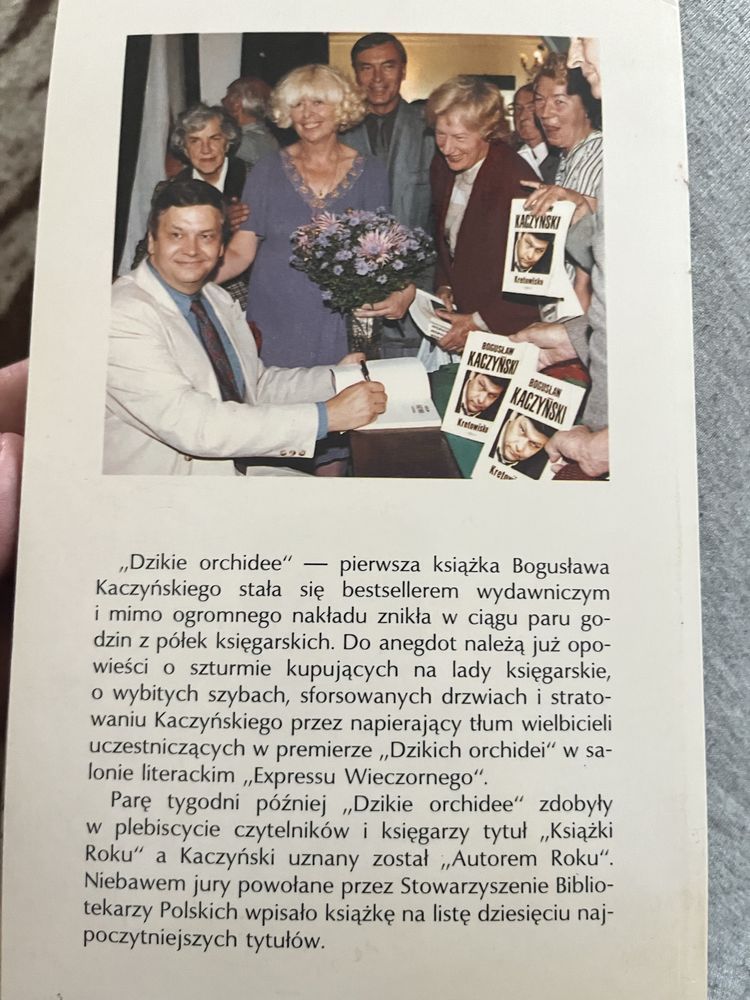 KACZYŃSKI
Kretowisko
BOGUSŁAW
KACZYŃSKI
Kretowisko
BOGUSŁAW
KACZYŃSKI
„Dzikie orchidee“ — pierwsza książka Bogusława
Kaczyńskiego stała się bestsellerem wydawniczym
i mimo ogromnego nakładu znikła w ciągu paru go-
dzin z półek księgarskich. Do anegdot należą już opo-
wieści o szturmie kupujących na lady księgarskie,
o wybitych szybach, sforsowanych drzwiach i strato-
waniu Kaczyńskiego przez napierający tłum wielbicieli
uczestniczących w premierze „Dzikich orchidei“ w sa-
lonie literackim „Expressu Wieczornego“.
Parę tygodni później „Dzikie orchidee“ zdobyły
w plebiscycie czytelników i księgarzy tytuł „Książki
Roku“ a Kaczyński uznany został „Autorem Roku“.
Niebawem jury powołane przez Stowarzyszenie Biblio-
tekarzy Polskich wpisało książkę na listę dziesięciu naj-
poczytniejszych tytułów.